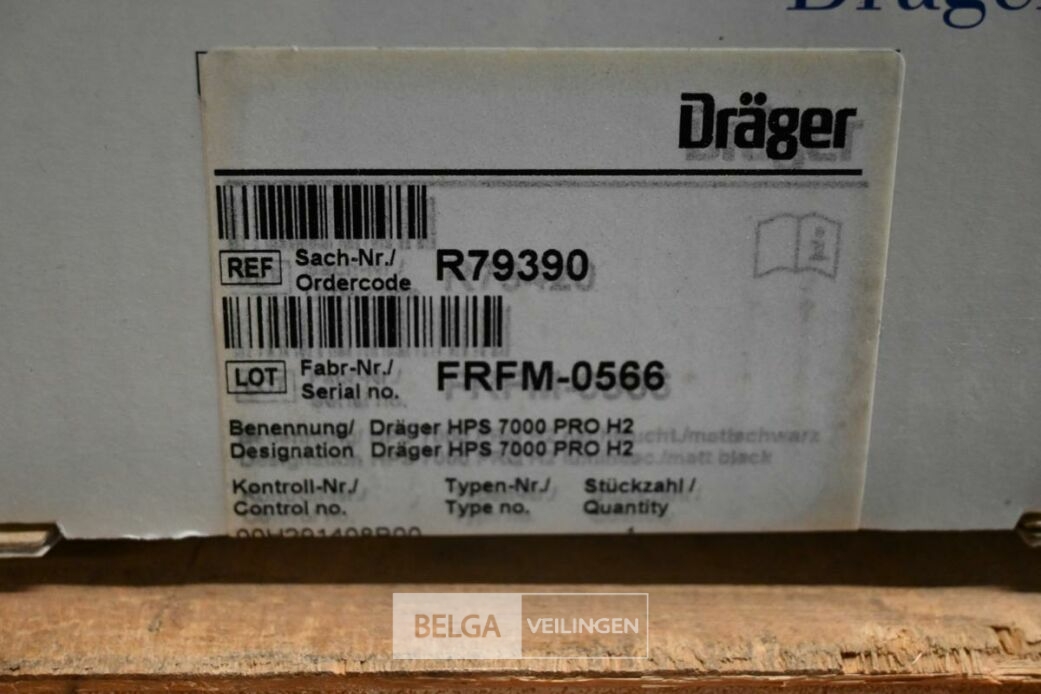 Dräger
Dräger
REF Sach-Nr./ Ordercode R79390
LOT Fabr-Nr./ Serial no. FRFM-0566
Benennung/ Dräger HPS 7000 PRO H2
Designation Dräger HPS 7000 PRO H2
Kontroll-Nr./ Typen-Nr./ Stückzahl /
Control no. Type no. Quantity
BELGA VEILINGEN